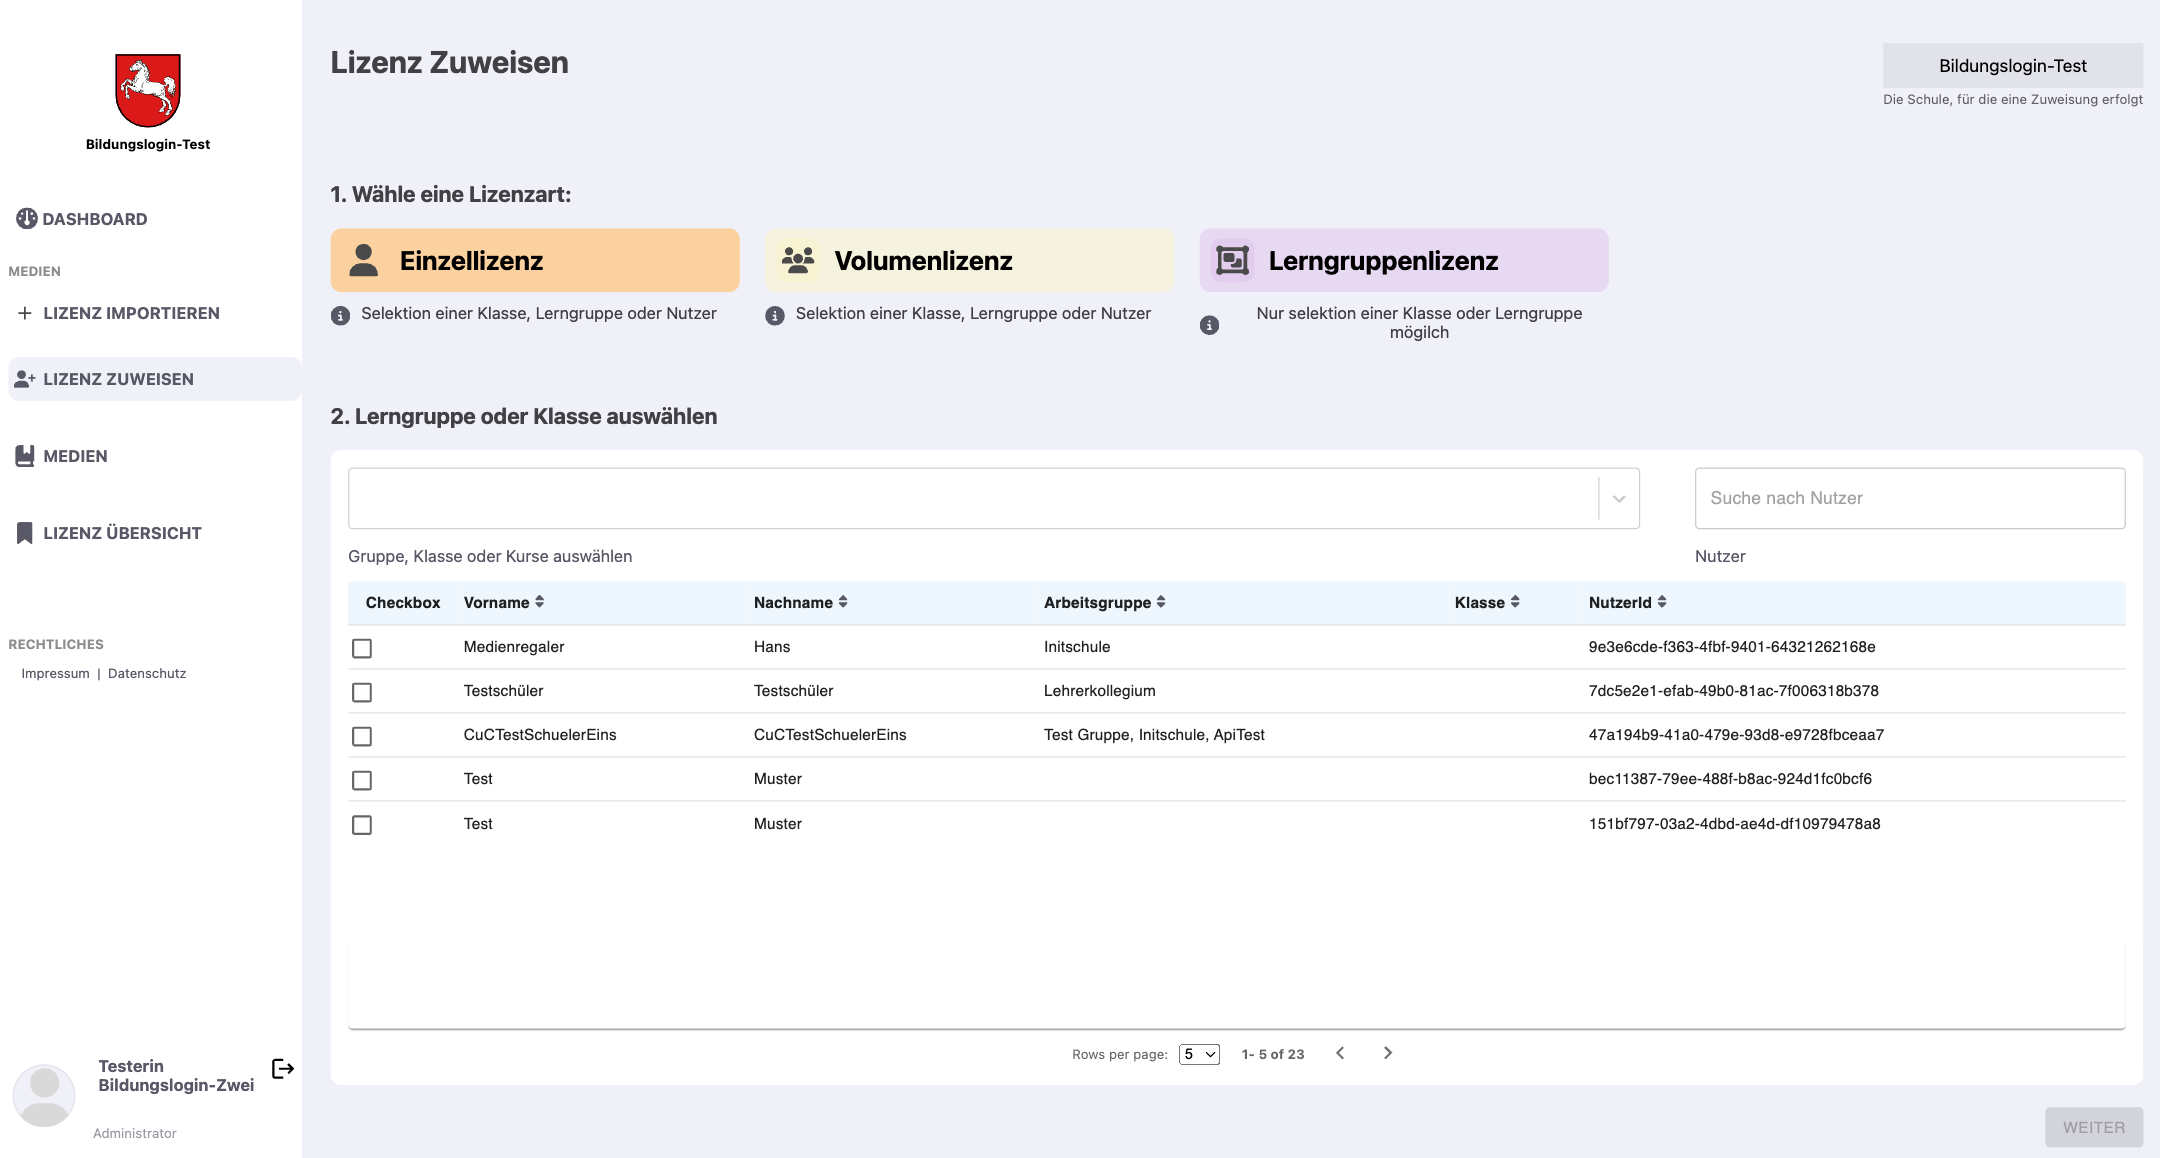 Bildungslogin-Test
DASHBOARD
MEDIEN
LIZENZ IMPORTIEREN
LIZENZ ZUWEISEN
MEDIEN
LIZENZ ÜBERSICHT
RECHTLICHES
Impressum | Datenschutz
Testerin
Bildungslogin-Zwei
Administrator
Lizenz Zuweisen
Bildungslogin-Test
Die Schule, für die eine Zuweisung erfolgt
1. Wähle eine Lizenzart:
Einzellizenz
Selektion einer Klasse, Lerngruppe oder Nutzer
Volumenlizenz
Selektion einer Klasse, Lerngruppe oder Nutzer
Lerngruppenlizenz
Nur selektion einer Klasse oder Lerngruppe
mögilch
2. Lerngruppe oder Klasse auswählen
Suche nach Nutzer
Gruppe, Klasse oder Kurse auswählen
Nutzer
Checkbox Vorname Nachname Arbeitsgruppe Klasse NutzerId
Medienregaler Hans Initschule 9e3e6cde-f363-4fbf-9401-64321262168e
Testschüler Testschüler Lehrerkollegium 7dc5e2e1-efab-49b0-81ac-7f006318b378
CuCTestSchuelerEins CuCTestSchuelerEins Test Gruppe, Initschule, ApiTest 47a194b9-41a0-479e-93d8-e9728fbceaa7
Test Muster bec11387-79ee-488f-b8ac-924d1fc0bcf6
Test Muster 151bf797-03a2-4dbd-ae4d-df10979478a8
Rows per page: 5 1- 5 of 23
WEITER